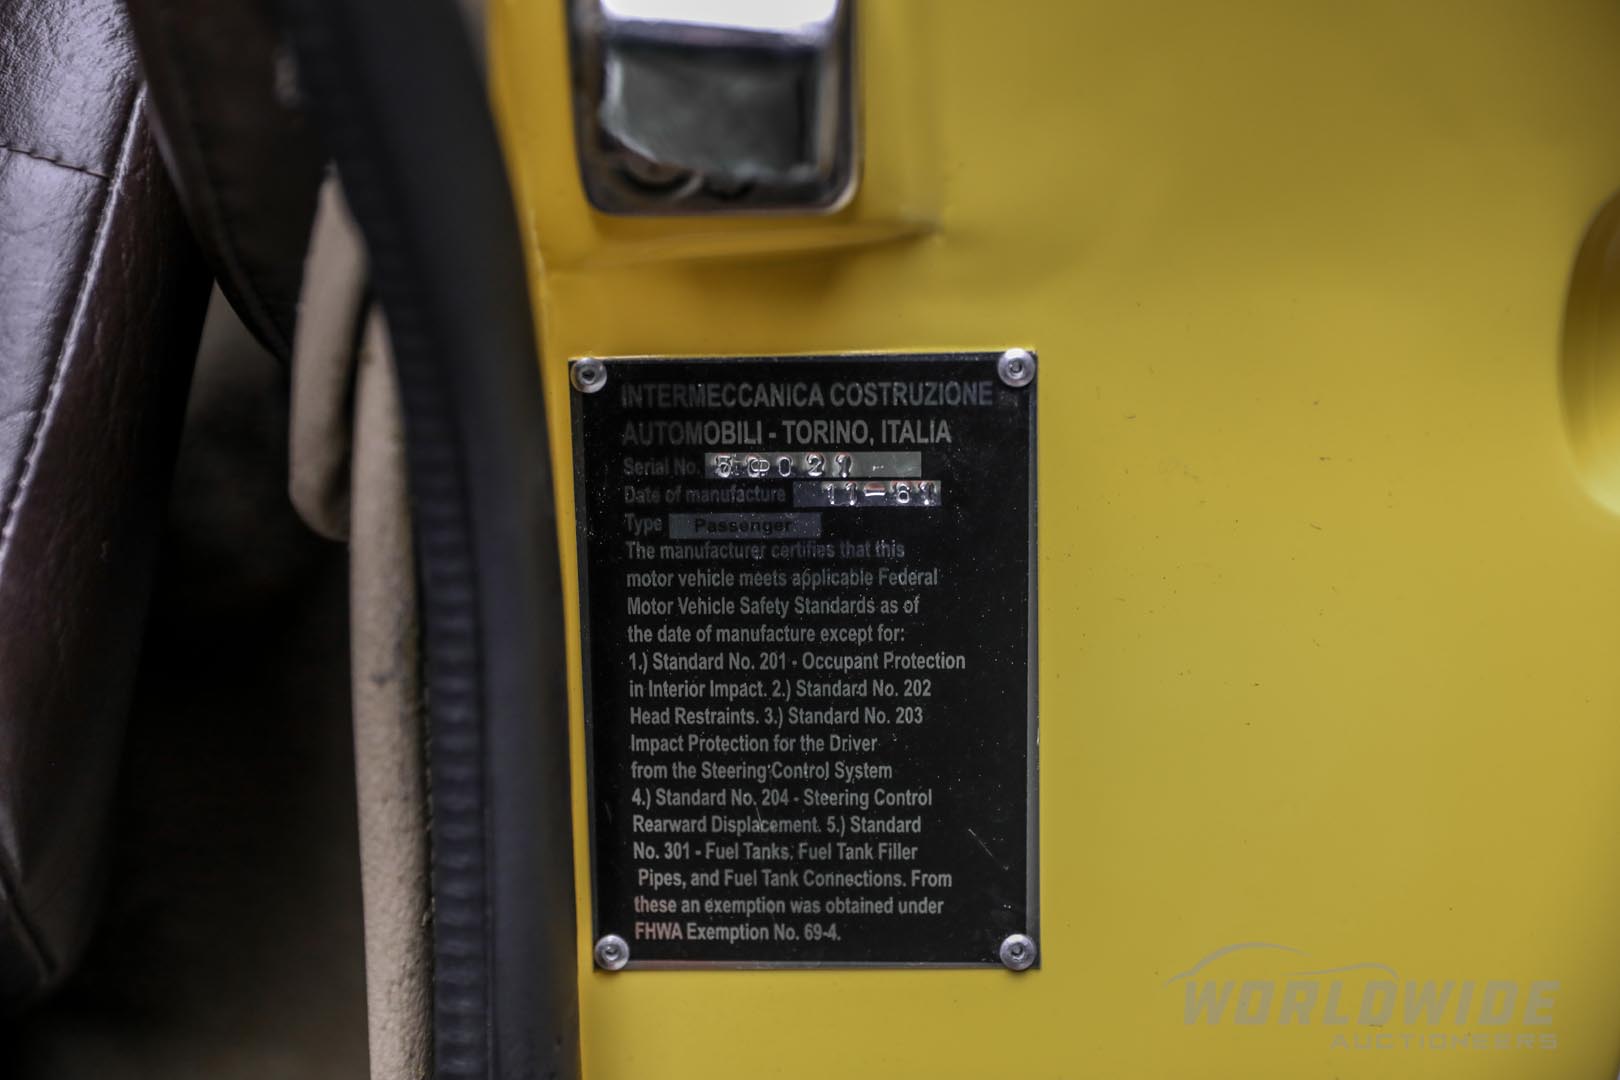 INTERMECCANICA COSTRUZIONE
AUTOMOBILI - TORINO, ITALIA
Serial No. 50021 -
Date of manufacture 11-67
Type Passenger
The manufacturer certifies that this
motor vehicle meets applicable Federal
Motor Vehicle Safety Standards as of
the date of manufacture except for:
1.) Standard No. 201 - Occupant Protection
in Interior Impact. 2.) Standard No. 202
Head Restraints. 3.) Standard No. 203
Impact Protection for the Driver
from the Steering Control System
4.) Standard No. 204 - Steering Control
Rearward Displacement. 5.) Standard
No. 301 - Fuel Tanks, Fuel Tank Filler
Pipes, and Fuel Tank Connections. From
these an exemption was obtained under
FHWA Exemption No. 69-4.
WORLDWIDE
AUCTIONEERS